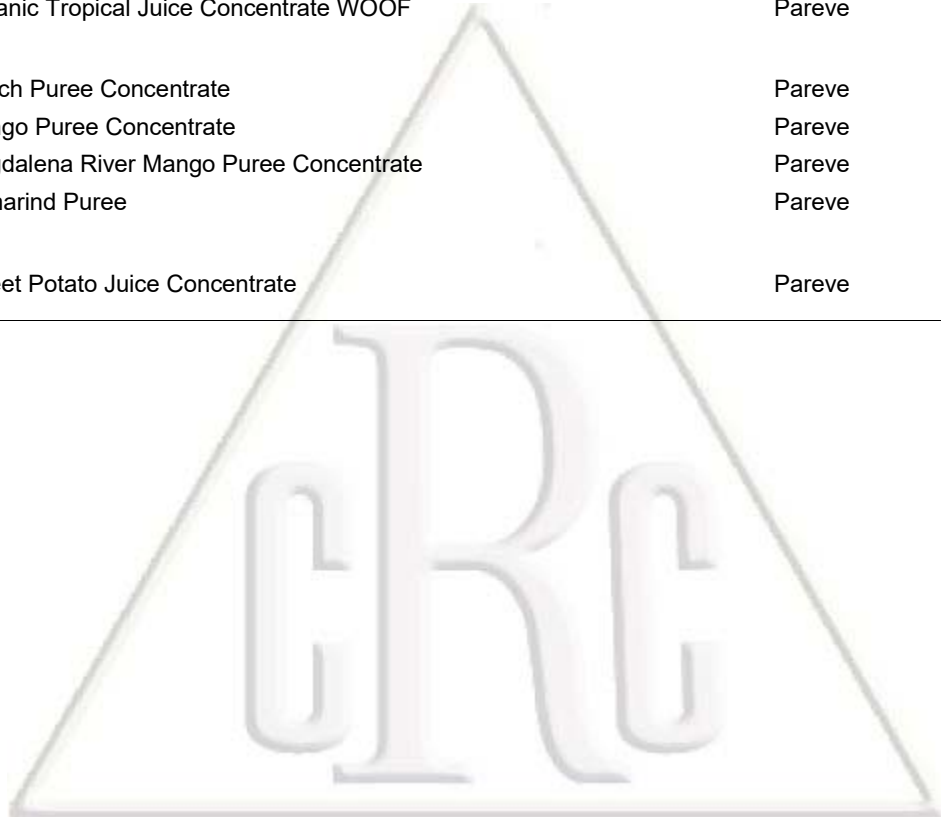 anic Tropical Juice Concentrate WOOF Pareve
ch Puree Concentrate Pareve
go Puree Concentrate Pareve
dalena River Mango Puree Concentrate Pareve
arind Puree Pareve
et Potato Juice Concentrate Pareve
cRc